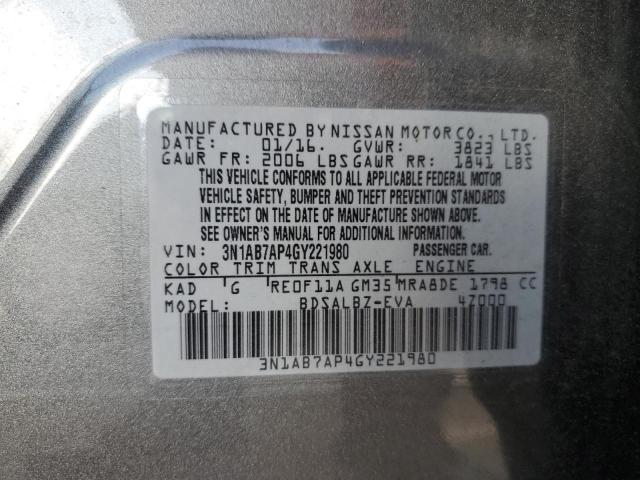 MANUFACTURED BY NISSAN MOTOR CO., LTD.
DATE: 01/16. GVWR: 3823 LBS
GAWR FR: 2006 LBS GAWR RR: 1841 LBS
THIS VEHICLE CONFORMS TO ALL APPLICABLE FEDERAL MOTOR
VEHICLE SAFETY, BUMPER AND THEFT PREVENTION STANDARDS
IN EFFECT ON THE DATE OF MANUFACTURE SHOWN ABOVE.
SEE OWNER'S MANUAL FOR ADDITIONAL INFORMATION.
VIN: 3N1AB7AP4GY221980 PASSENGER CAR.
COLOR TRIM TRANS AXLE ENGINE
KAD G RE0F11A GM35 MRA8DE 1798 CC
MODEL: BDSALBZ-EVA 4Z000
3N1AB7AP4GY221980